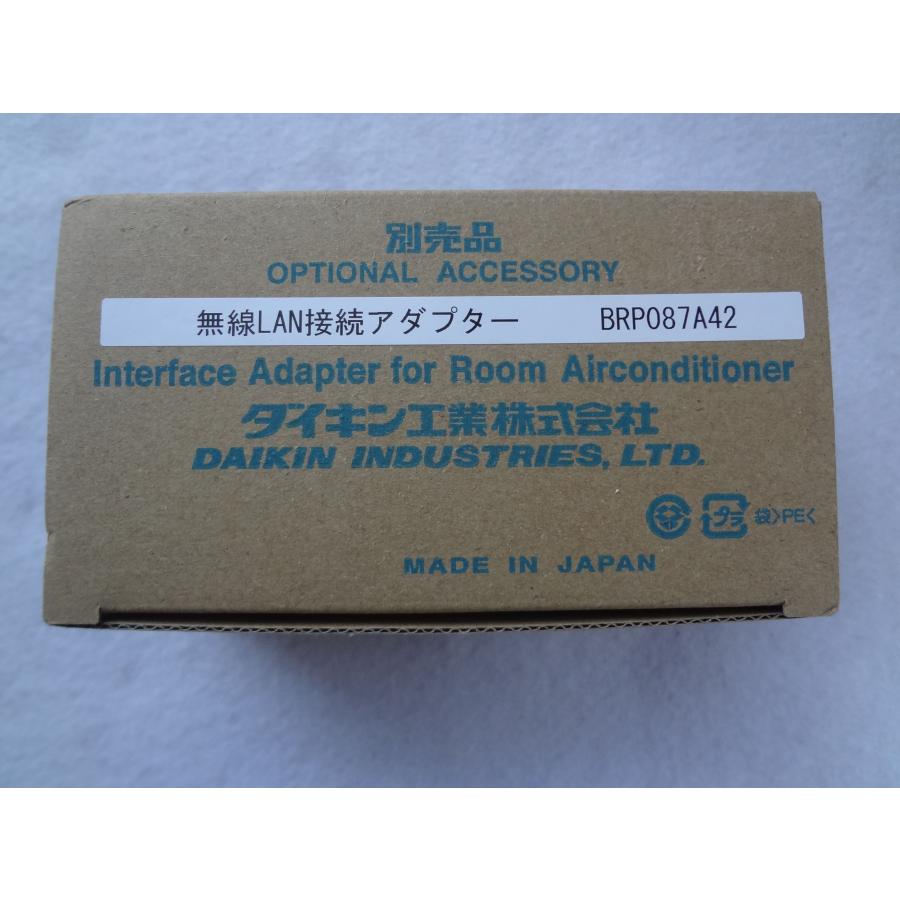 別売品
OPTIONAL ACCESSORY
無線LAN接続アダプター BRP087A42
Interface Adapter for Room Airconditioner
ダイキン工業株式会社
DAIKIN INDUSTRIES, LTD.
プラ 袋>PE<
MADE IN JAPAN